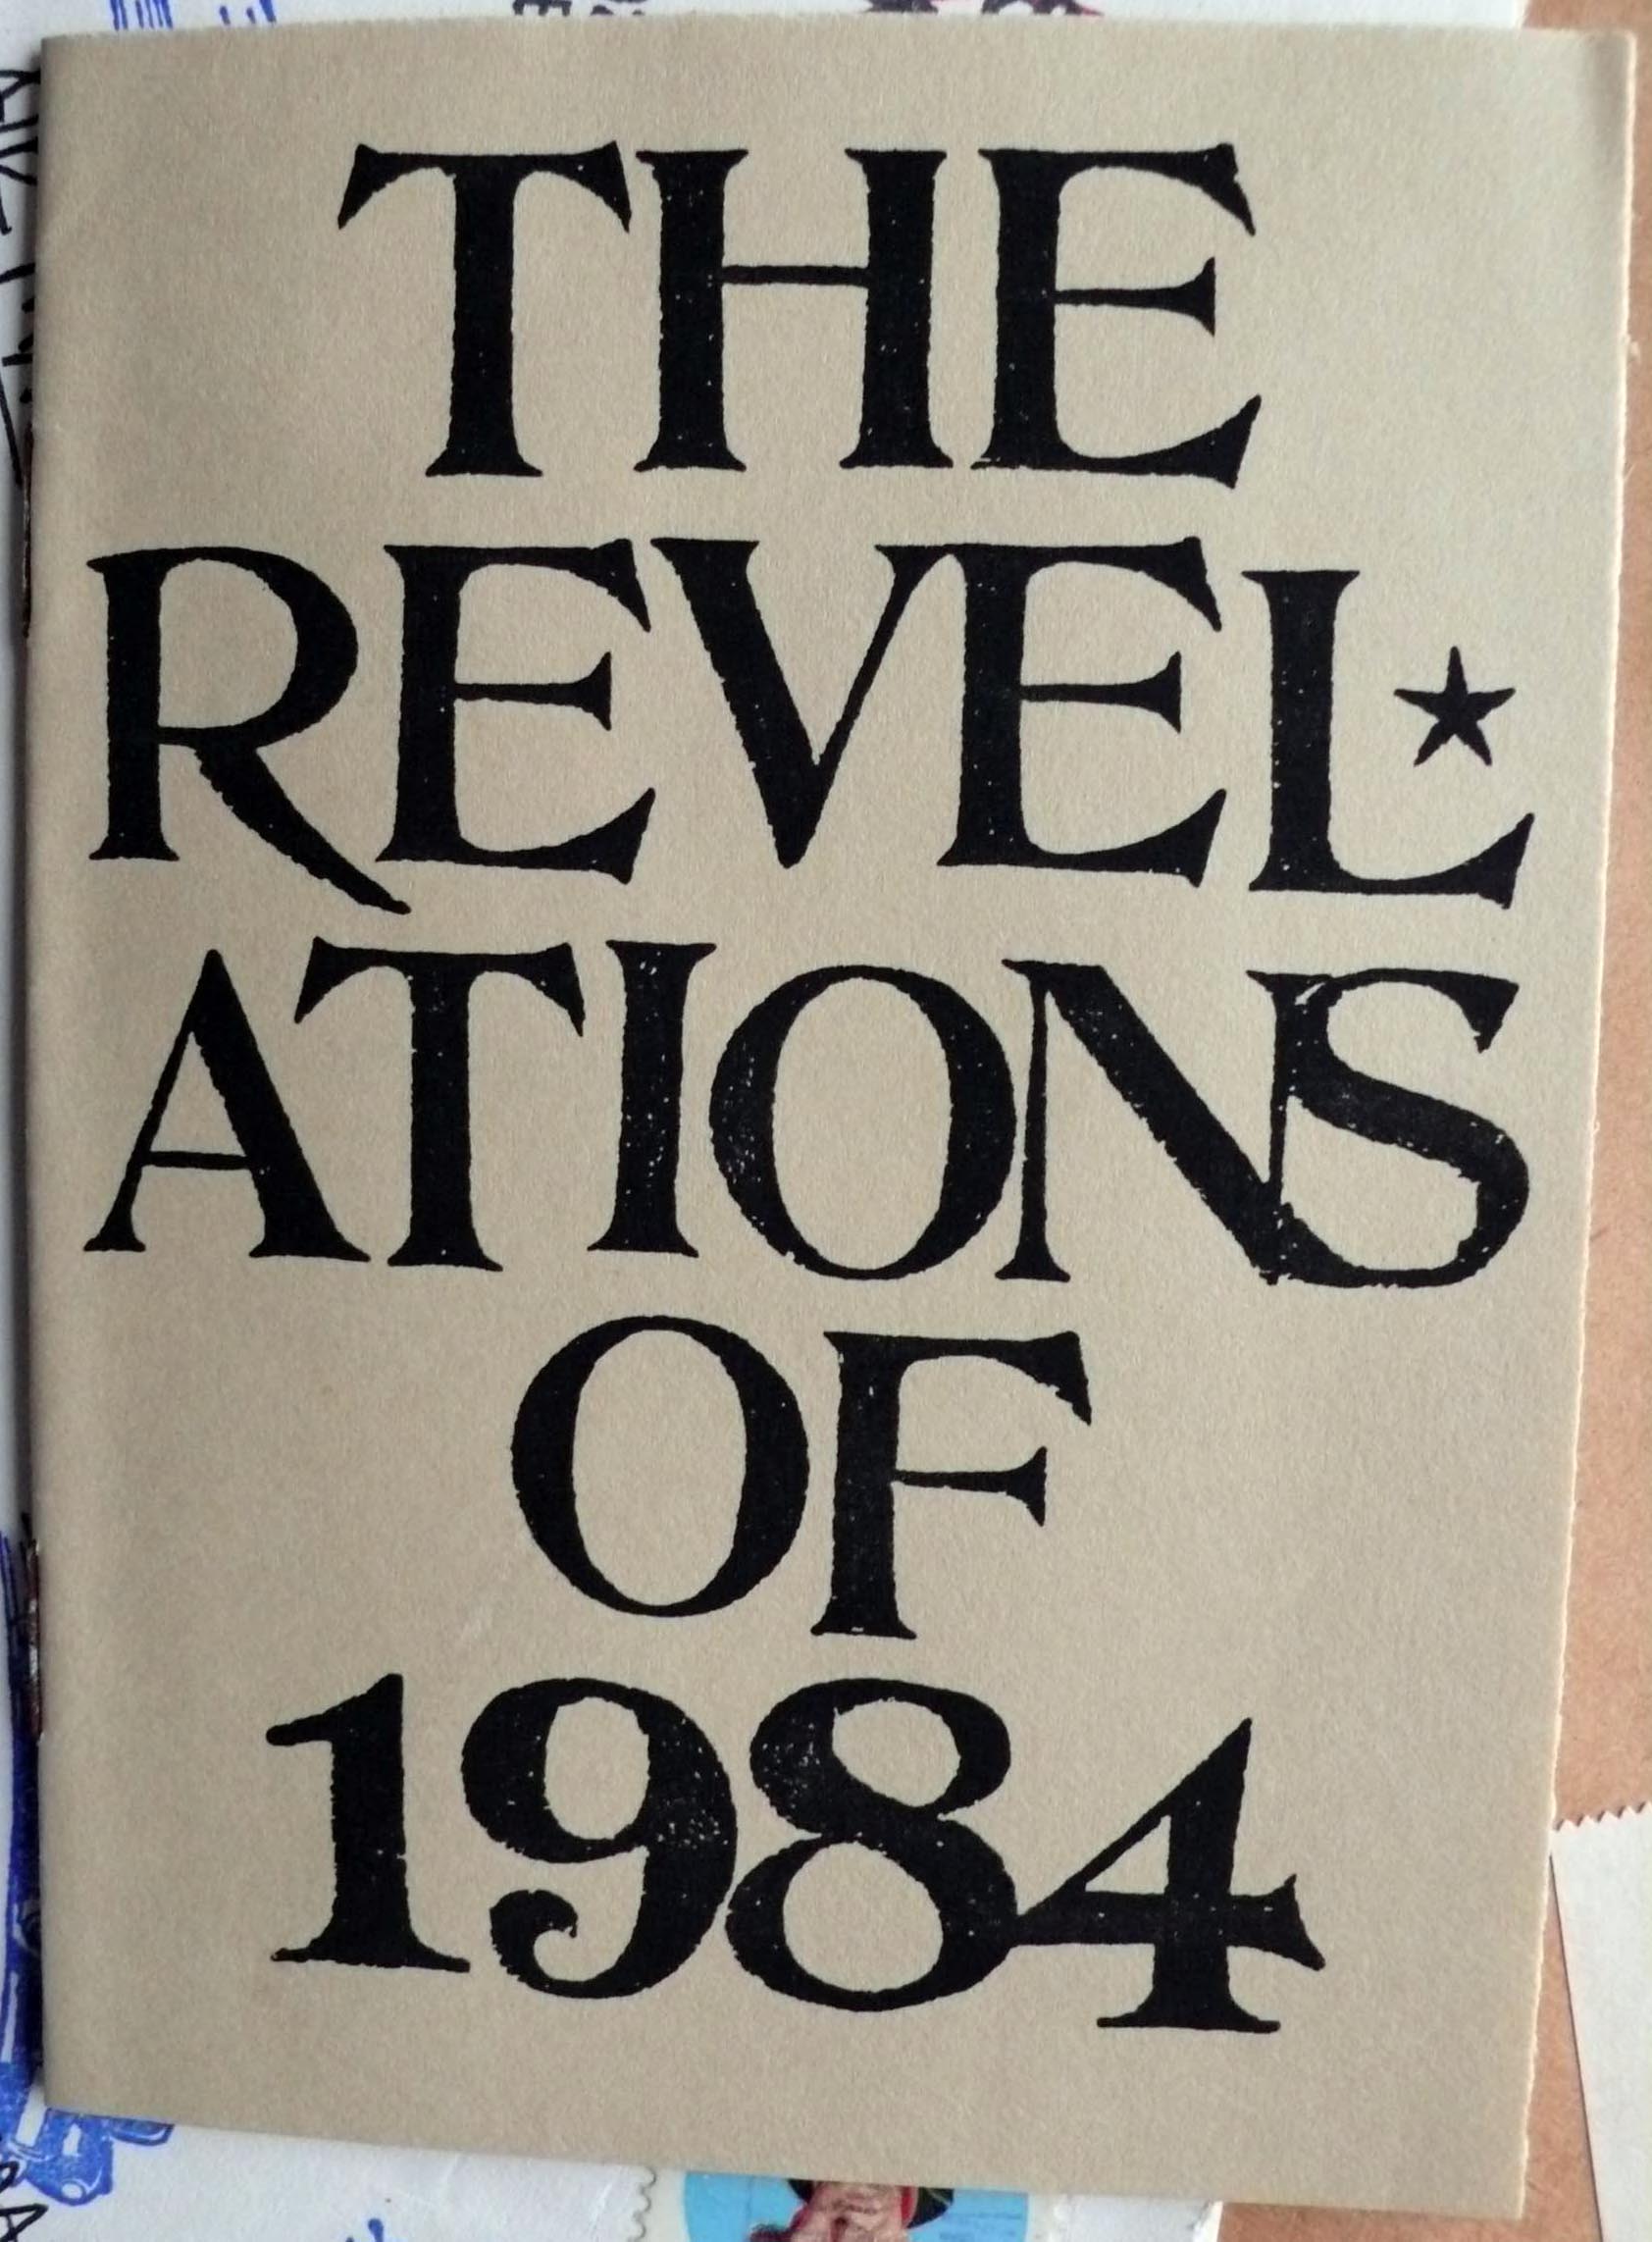 THE
REVEL★
ATIONS
OF
1984